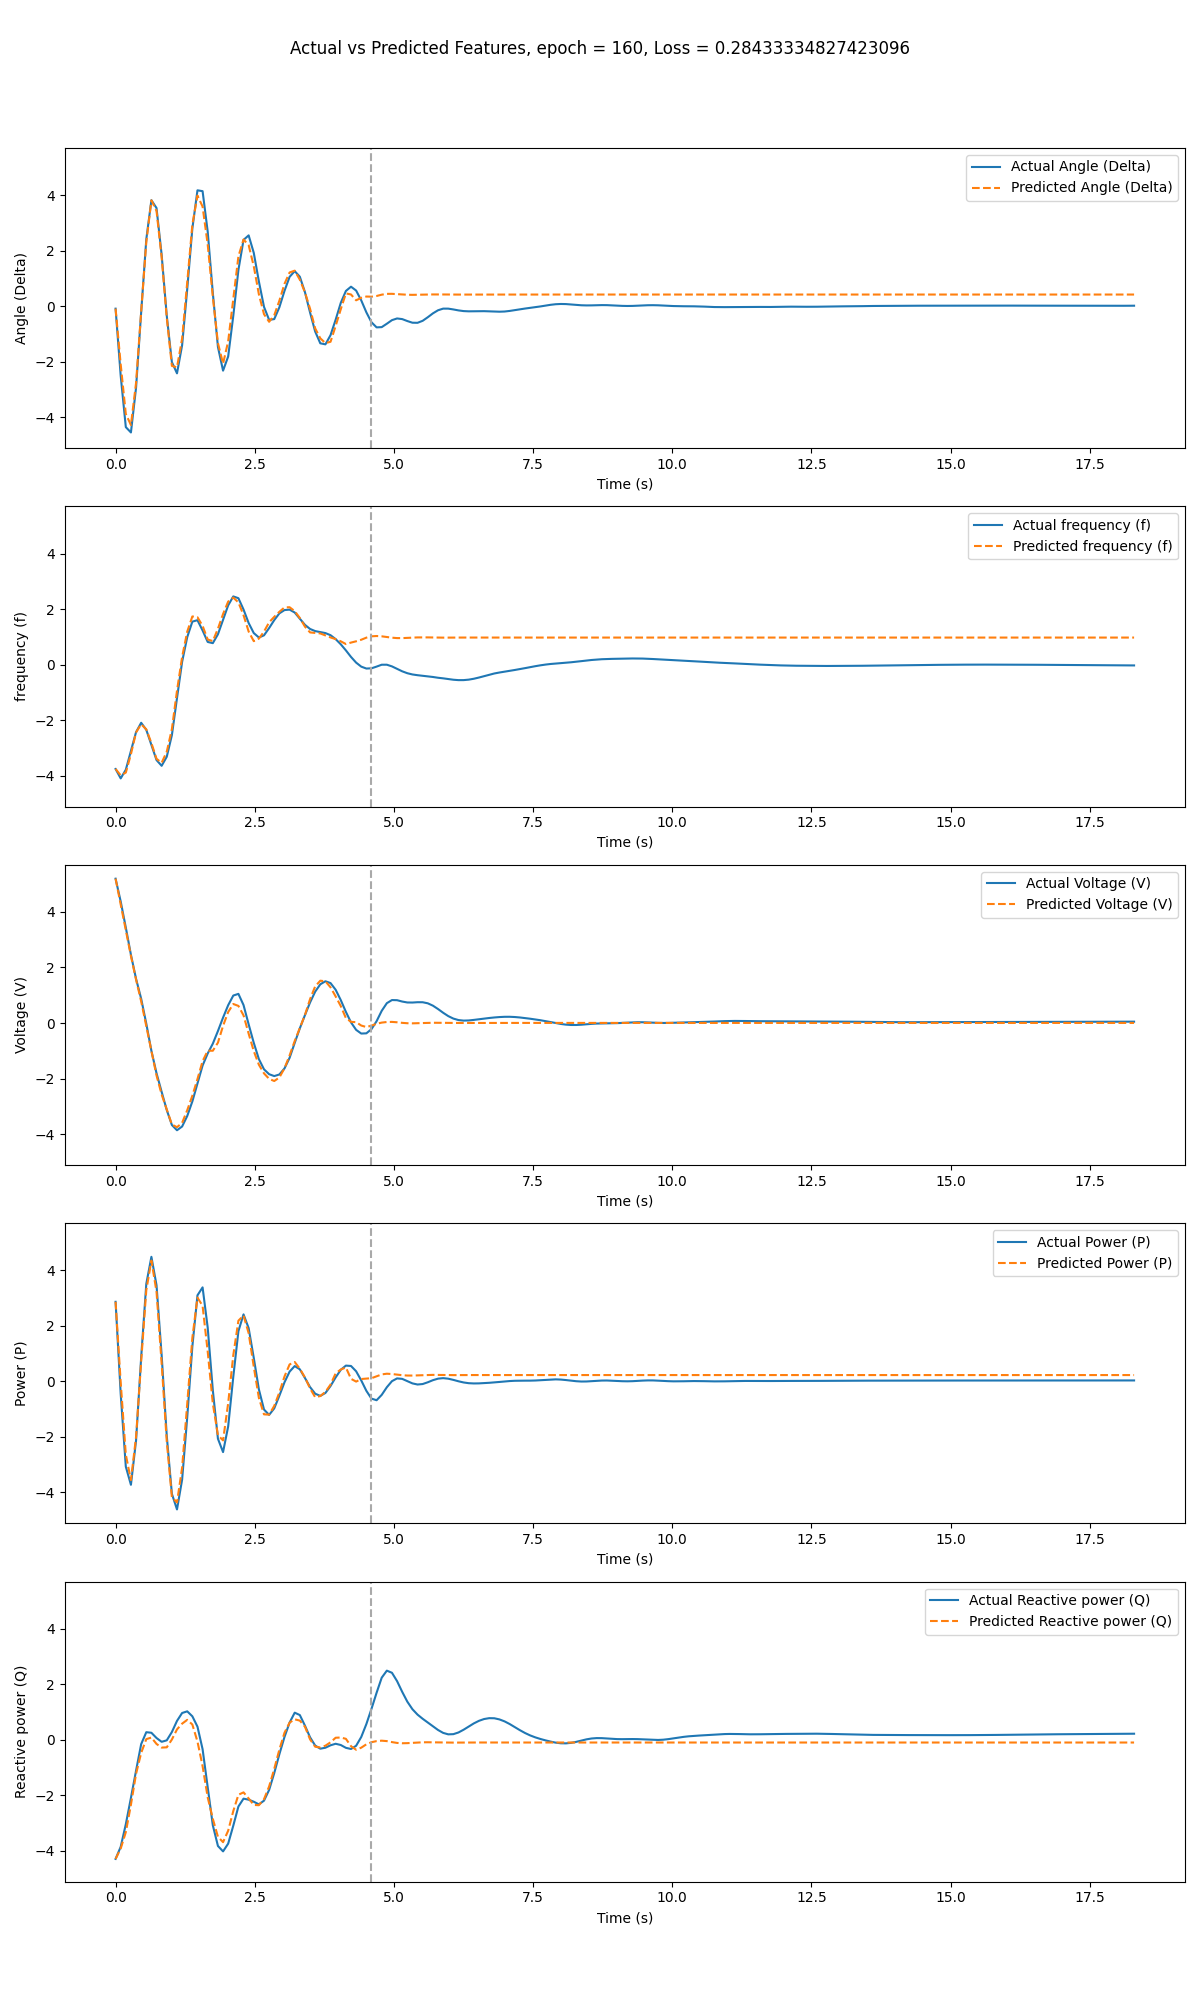 Actual vs Predicted Features, epoch = 160, Loss = 0.28433334827423096
Actual Angle (Delta)
Predicted Angle (Delta)
4
2
0
−2
−4
Angle (Delta)
0.0 2.5 5.0 7.5 10.0 12.5 15.0 17.5
Time (s)
Actual frequency (f)
Predicted frequency (f)
4
2
0
−2
−4
frequency (f)
0.0 2.5 5.0 7.5 10.0 12.5 15.0 17.5
Time (s)
Actual Voltage (V)
Predicted Voltage (V)
4
2
0
−2
−4
Voltage (V)
0.0 2.5 5.0 7.5 10.0 12.5 15.0 17.5
Time (s)
Actual Power (P)
Predicted Power (P)
4
2
0
−2
−4
Power (P)
0.0 2.5 5.0 7.5 10.0 12.5 15.0 17.5
Time (s)
Actual Reactive power (Q)
Predicted Reactive power (Q)
4
2
0
−2
−4
Reactive power (Q)
0.0 2.5 5.0 7.5 10.0 12.5 15.0 17.5
Time (s)